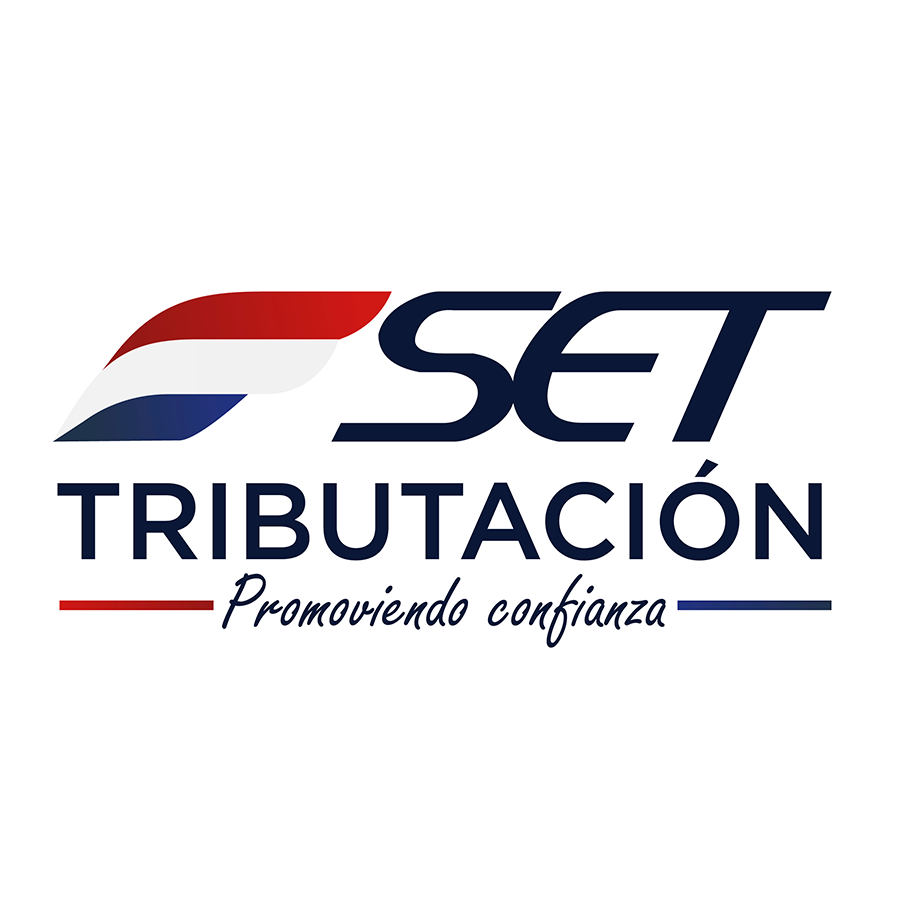 SET
TRIBUTACIÓN
Promoviendo confianza